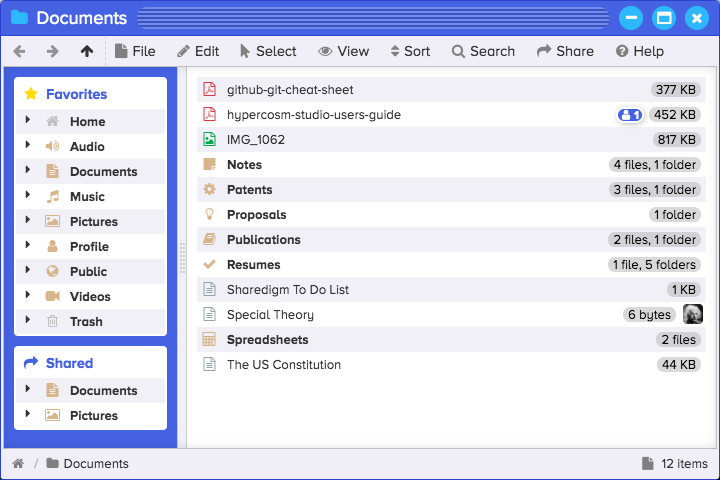 Documents
File Edit Select View Sort Search Share Help
Favorites
Home
Audio
Documents
Music
Pictures
Profile
Public
Videos
Trash
Shared
Documents
Pictures
github-git-cheat-sheet 377 KB
hypercosm-studio-users-guide 1 452 KB
IMG_1062 817 KB
Notes 4 files, 1 folder
Patents 3 files, 1 folder
Proposals 1 folder
Publications 2 files, 1 folder
Resumes 1 file, 5 folders
Sharedigm To Do List 1 KB
Special Theory 6 bytes
Spreadsheets 2 files
The US Constitution 44 KB
/ Documents 12 items